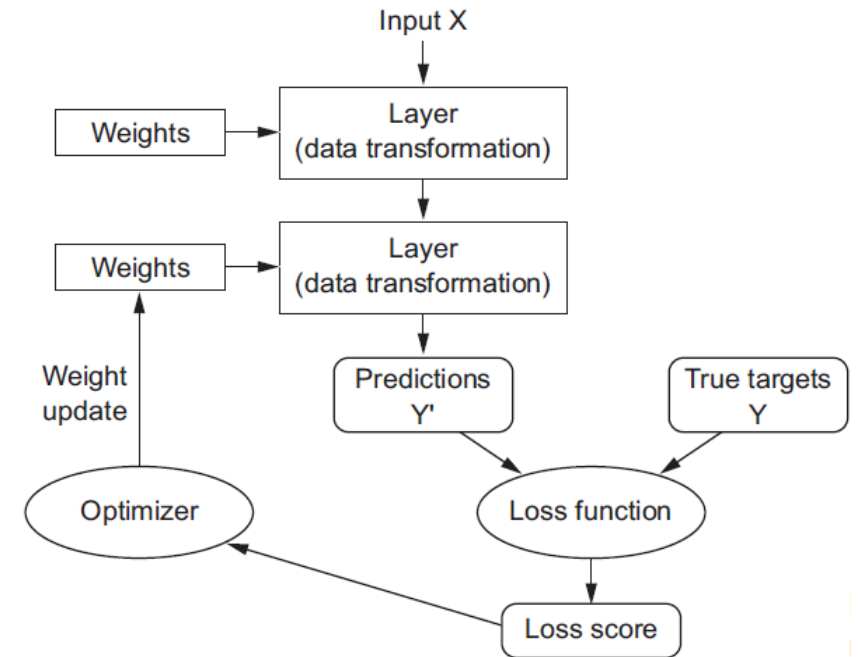 Input X
Weights
Layer
(data transformation)
Weights
Layer
(data transformation)
Weight
update
Predictions
Y'
True targets
Y
Optimizer
Loss function
Loss score